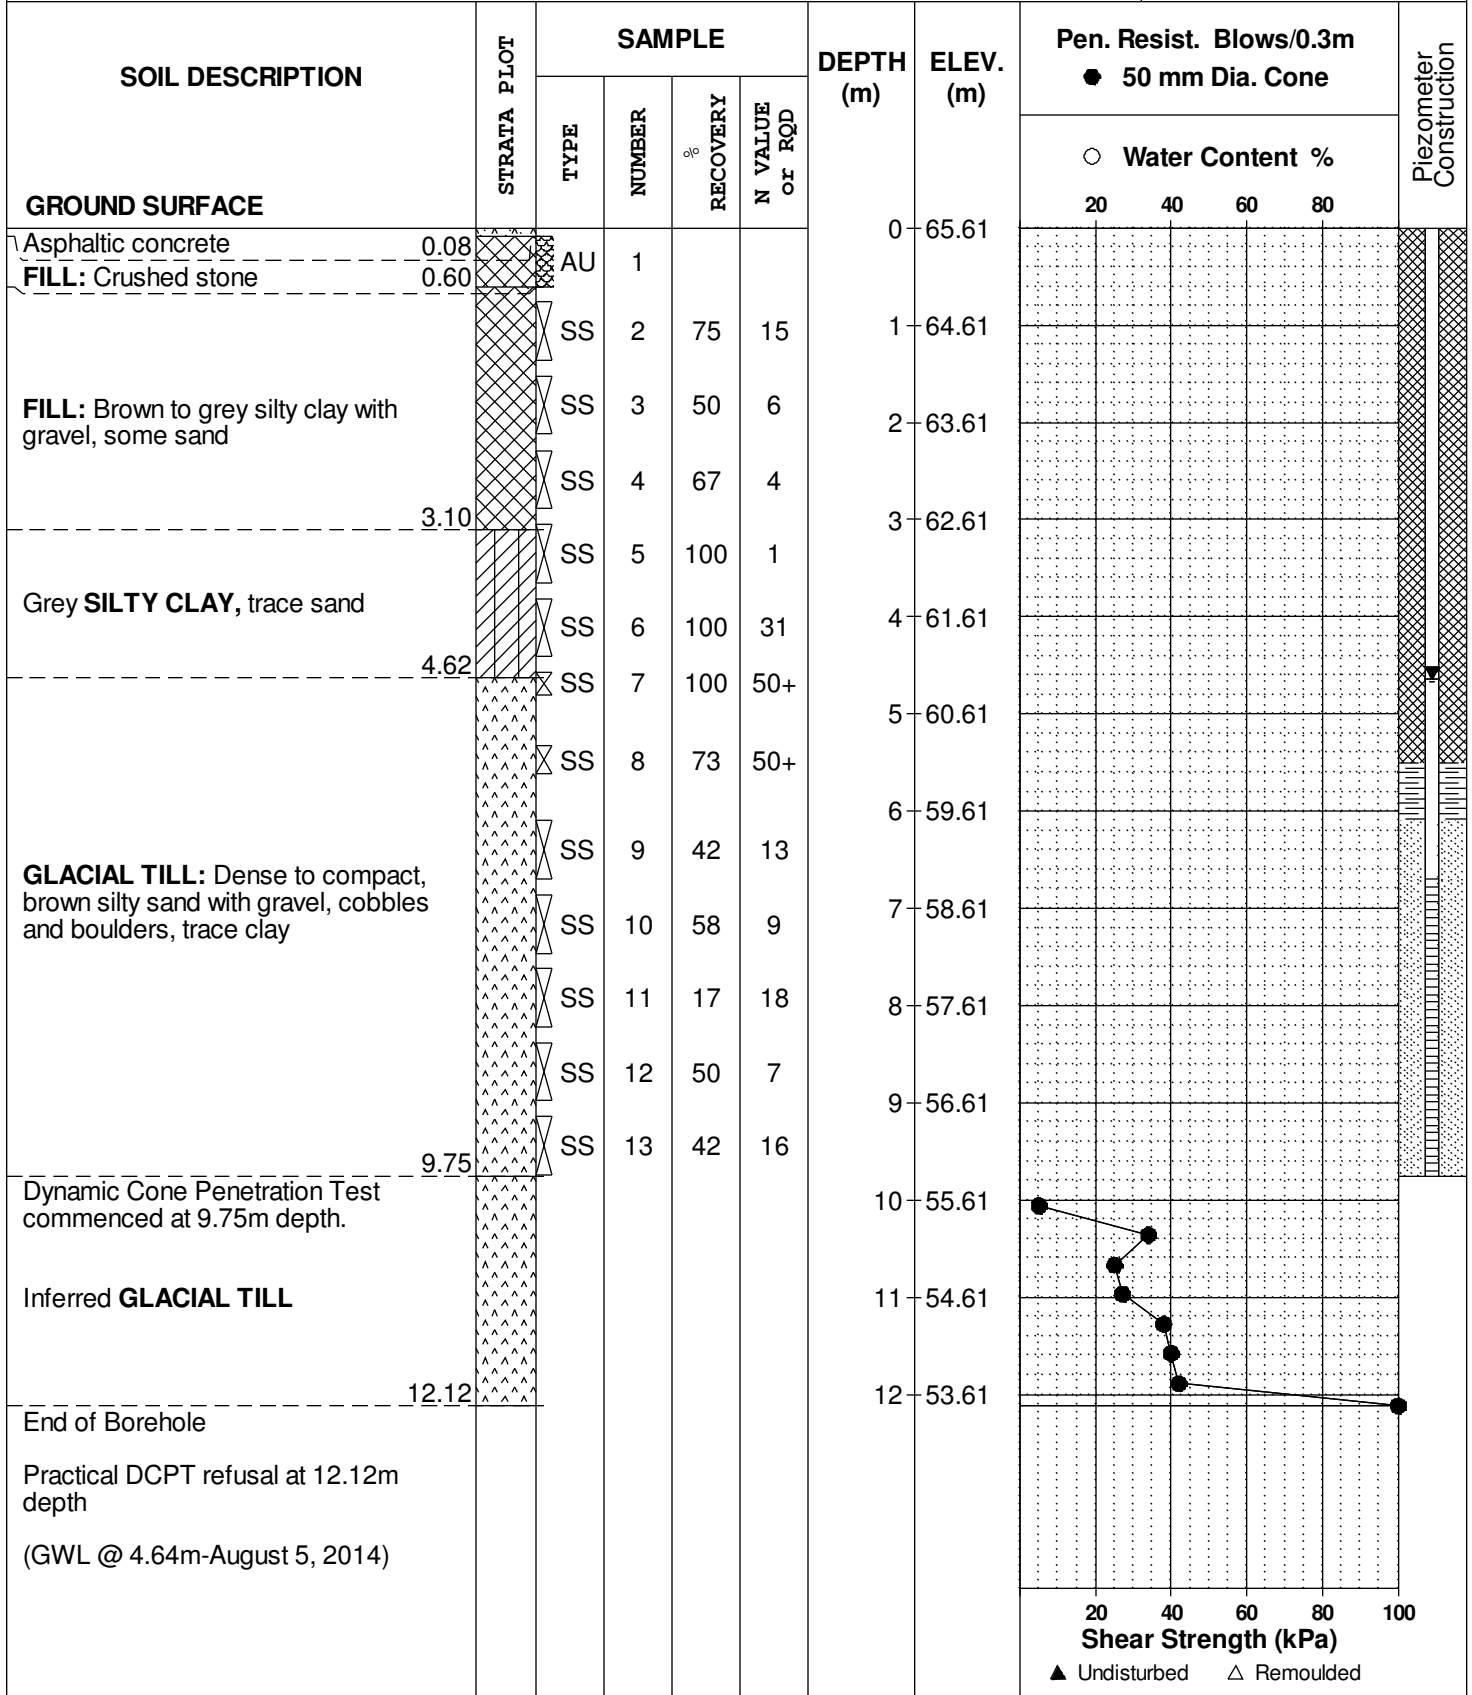 SOIL DESCRIPTION
GROUND SURFACE
STRATA PLOT
SAMPLE
TYPE
NUMBER
% RECOVERY
N VALUE or RQD
DEPTH (m)
ELEV. (m)
Pen. Resist. Blows/0.3m
● 50 mm Dia. Cone
○ Water Content %
20 40 60 80
Piezometer Construction
0 65.61
Asphaltic concrete 0.08
AU 1
FILL: Crushed stone 0.60
SS 2 75 15
1 64.61
FILL: Brown to grey silty clay with
gravel, some sand
SS 3 50 6
2 63.61
SS 4 67 4
3.10
3 62.61
SS 5 100 1
Grey SILTY CLAY, trace sand
SS 6 100 31
4 61.61
4.62
SS 7 100 50+
5 60.61
SS 8 73 50+
6 59.61
SS 9 42 13
GLACIAL TILL: Dense to compact,
brown silty sand with gravel, cobbles
and boulders, trace clay
7 58.61
SS 10 58 9
SS 11 17 18
8 57.61
SS 12 50 7
9 56.61
SS 13 42 16
9.75
Dynamic Cone Penetration Test
commenced at 9.75m depth.
10 55.61
Inferred GLACIAL TILL
11 54.61
12.12
12 53.61
End of Borehole
Practical DCPT refusal at 12.12m
depth
(GWL @ 4.64m-August 5, 2014)
20 40 60 80 100
Shear Strength (kPa)
▲ Undisturbed △ Remoulded